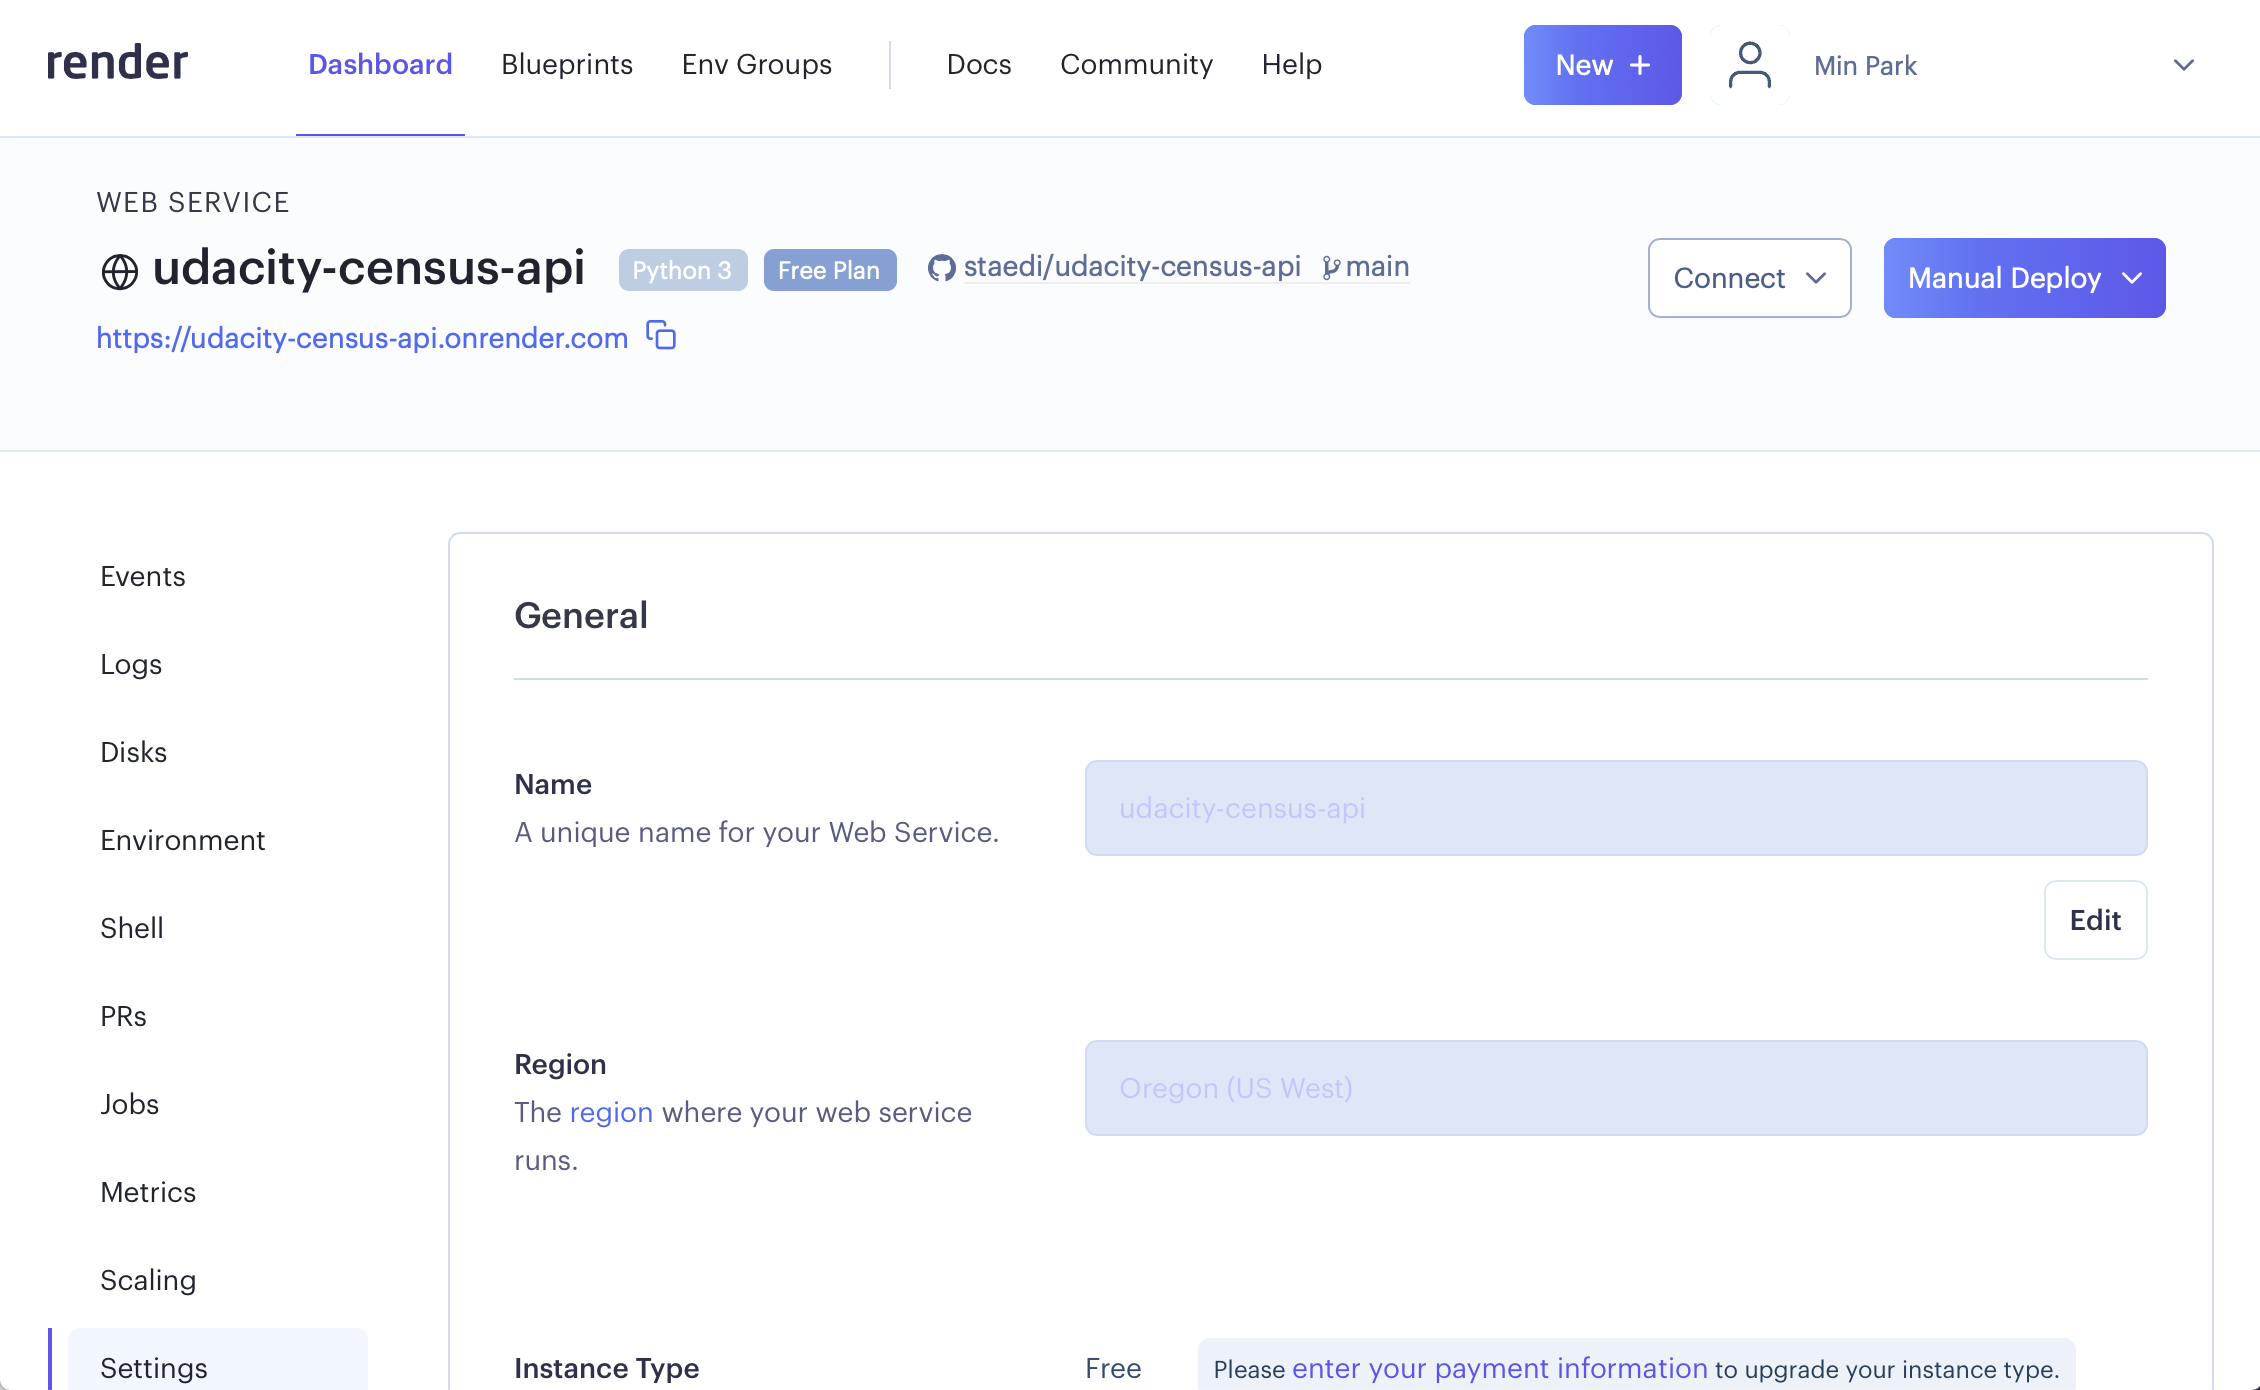 render Dashboard Blueprints Env Groups Docs Community Help New + Min Park
WEB SERVICE
udacity-census-api Python 3 Free Plan staedi/udacity-census-api main Connect Manual Deploy
https://udacity-census-api.onrender.com
Events
Logs
Disks
Environment
Shell
PRs
Jobs
Metrics
Scaling
Settings
General
Name
A unique name for your Web Service.
udacity-census-api
Edit
Region
The region where your web service
runs.
Oregon (US West)
Instance Type
Free
Please enter your payment information to upgrade your instance type.